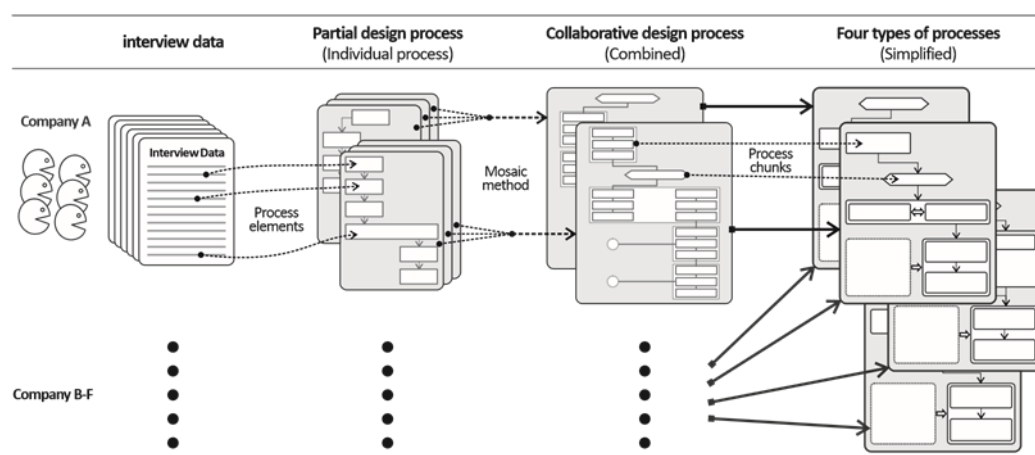 interview data
Partial design process
(Individual process)
Collaborative design process
(Combined)
Four types of processes
(Simplified)
Company A
Interview Data
Process
elements
Mosaic
method
Process
chunks
Company B-F